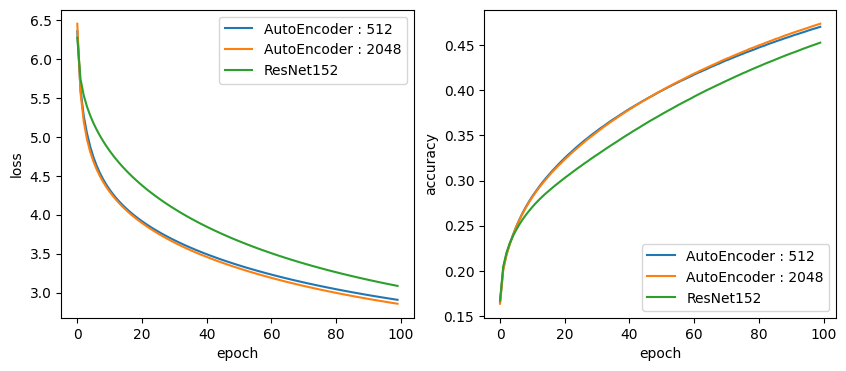 6.5
6.0
5.5
5.0
4.5
4.0
3.5
3.0
loss
0 20 40 60 80 100
epoch
AutoEncoder : 512
AutoEncoder : 2048
ResNet152
0.45
0.40
0.35
0.30
0.25
0.20
0.15
accuracy
0 20 40 60 80 100
epoch
AutoEncoder : 512
AutoEncoder : 2048
ResNet152